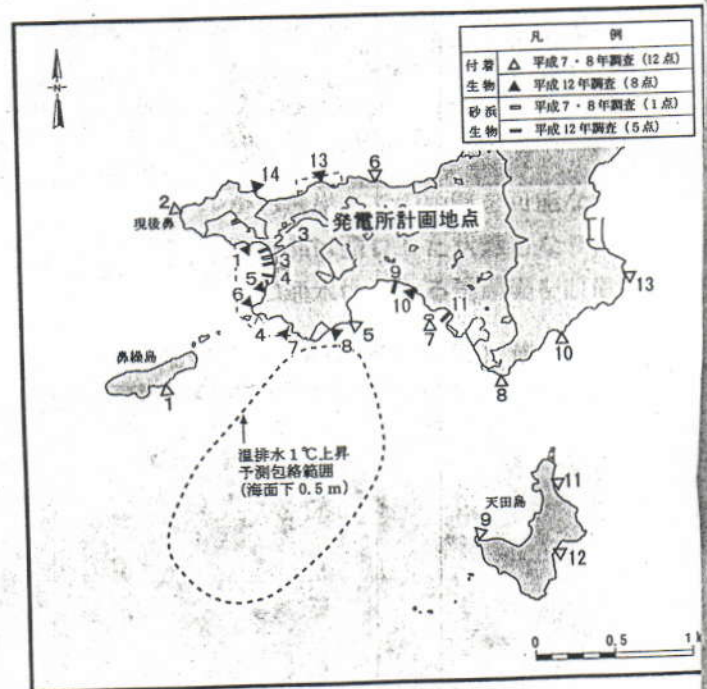 凡 例
付着生物 △ 平成7・8年調査(12点)
▲ 平成12年調査(8点)
砂浜生物 平成7・8年調査(1点)
平成12年調査(5点)
N
14
13
6
2
現後鼻
発電所計画地点
3
2
1
3
4
5
6
4
7
8
5
9
10
11
7
13
10
8
鼻繰島
1
温排水1℃上昇
予測包絡範囲
(海面下0.5m)
天田島
11
9
12
0 0.5 1k